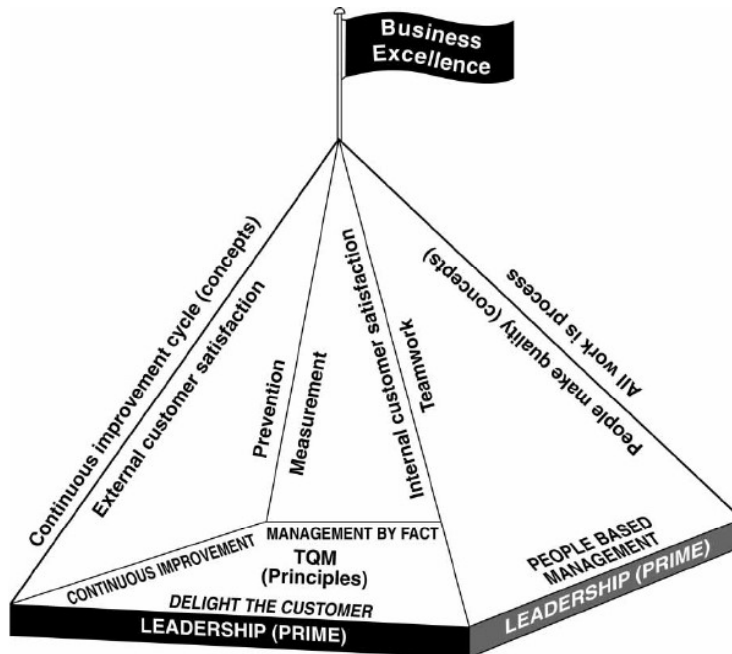 Business
Excellence
Continuous improvement cycle (concepts)
External customer satisfaction
Prevention
Measurement
Internal customer satisfaction
Teamwork
People make quality (concepts)
All work is process
CONTINUOUS IMPROVEMENT
MANAGEMENT BY FACT
TQM
(Principles)
DELIGHT THE CUSTOMER
LEADERSHIP (PRIME)
PEOPLE BASED
MANAGEMENT
LEADERSHIP (PRIME)